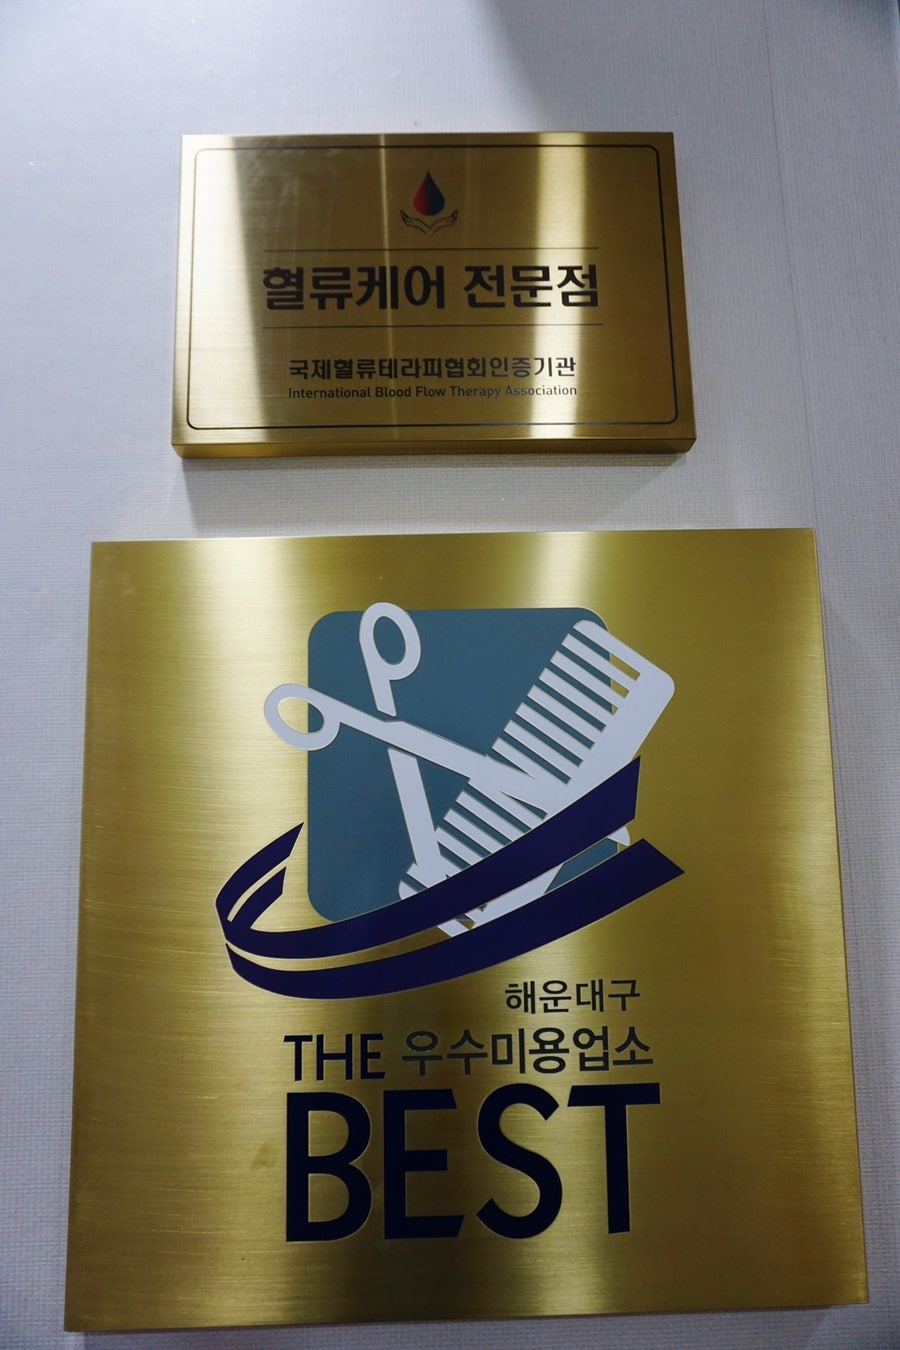 혈류케어 전문점
국제혈류테라피협회인증기관
International Blood Flow Therapy Association
해운대구
THE 우수미용업소
BEST